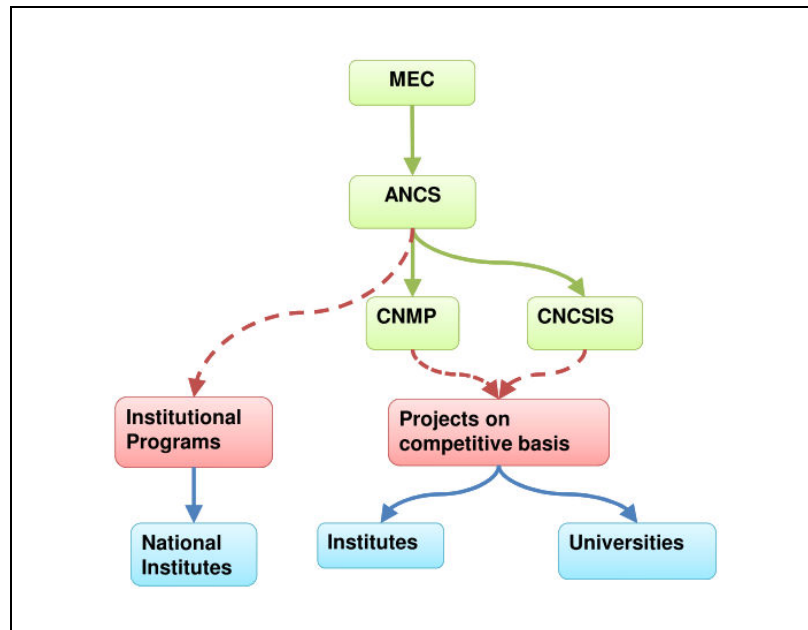 MEC
ANCS
CNMP
CNCSIS
Institutional
Programs
Projects on
competitive basis
National
Institutes
Institutes
Universities